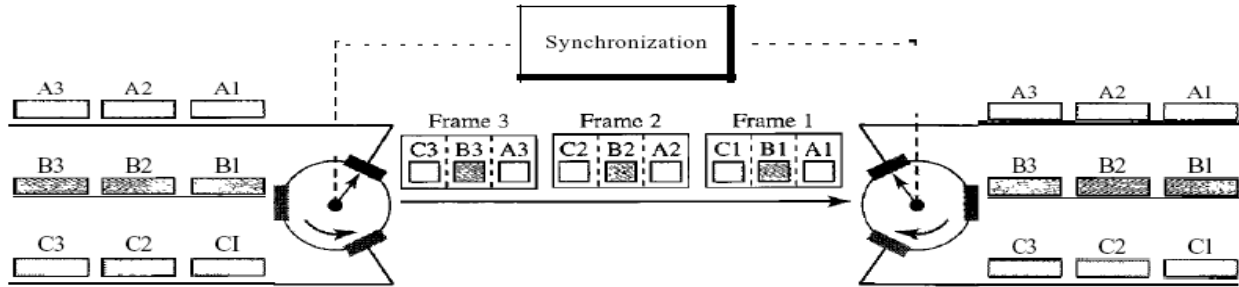 Synchronization
A3 A2 A1
A3 A2 A1
Frame 3 Frame 2 Frame 1
C3 B3 A3 C2 B2 A2 C1 B1 A1
B3 B2 B1
B3 B2 B1
C3 C2 CI
C3 C2 C1